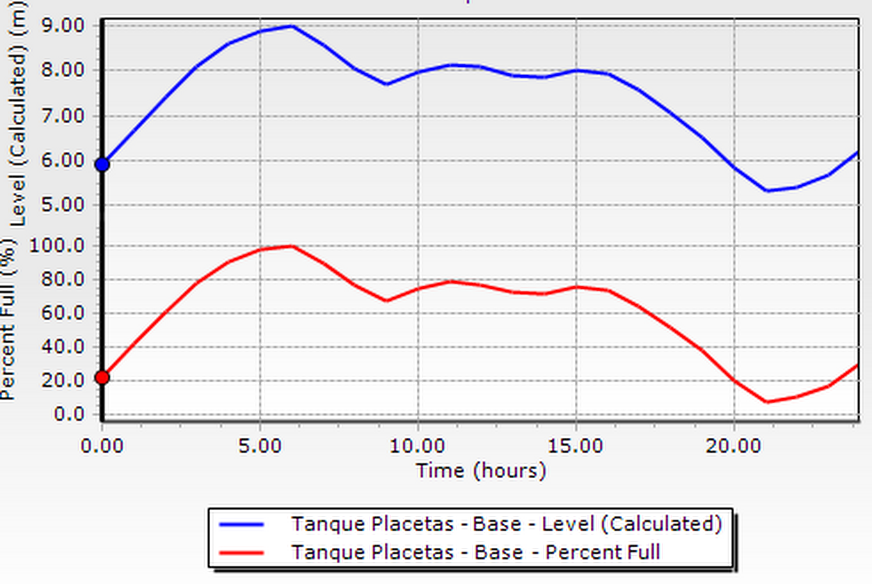 Level (Calculated) (m)
9.00
8.00
7.00
6.00
5.00
Percent Full (%)
100.0
80.0
60.0
40.0
20.0
0.0
0.00 5.00 10.00 15.00 20.00
Time (hours)
Tanque Placetas - Base - Level (Calculated)
Tanque Placetas - Base - Percent Full